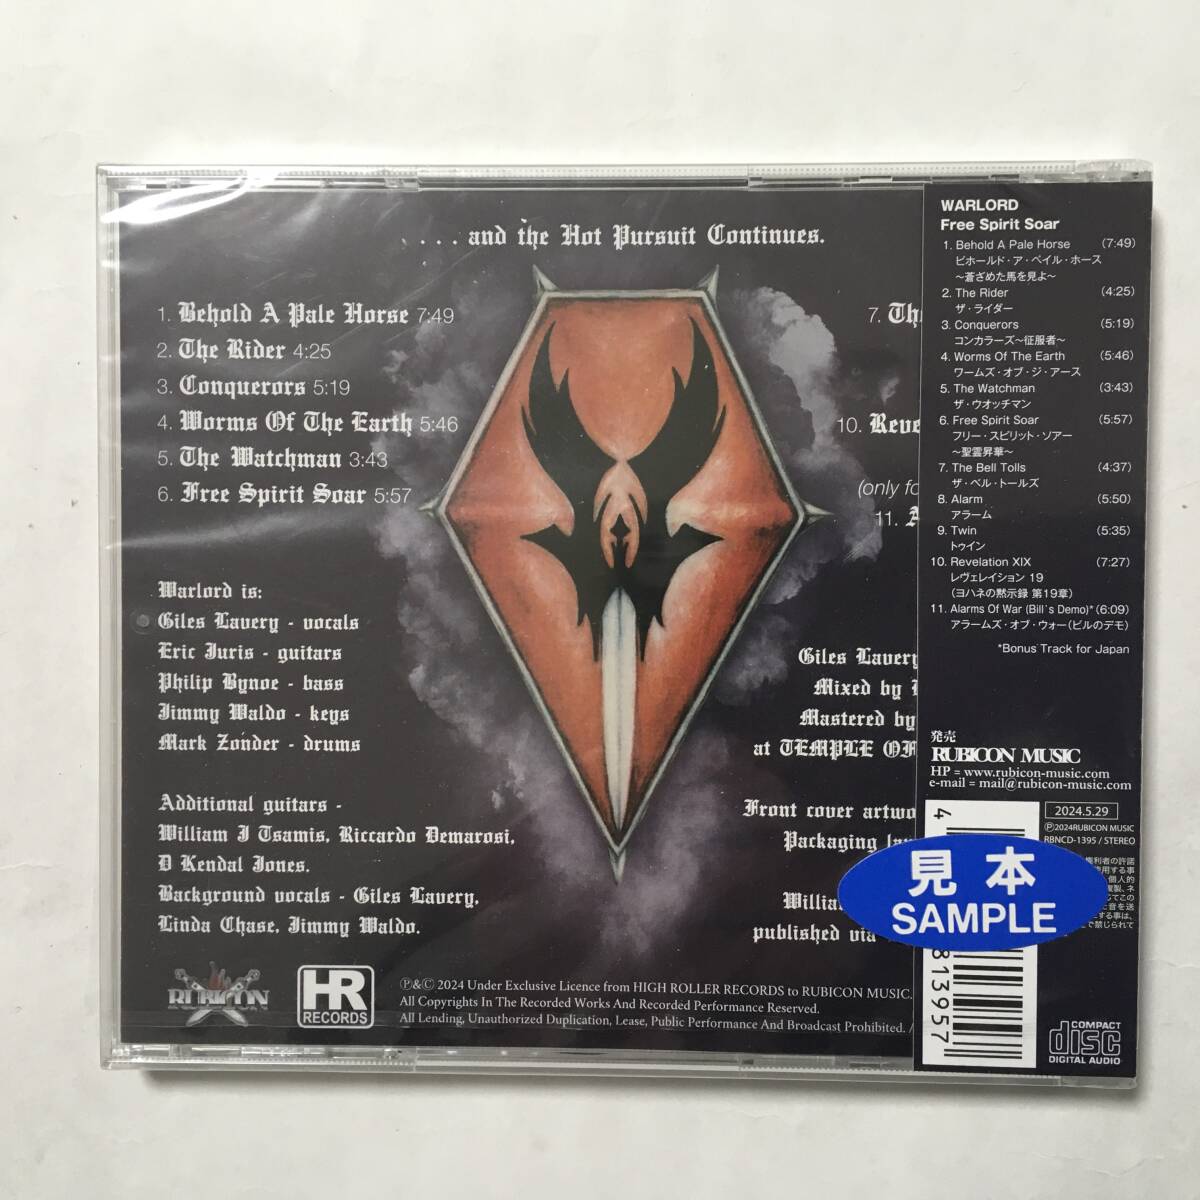 . . . . and the Hot Pursuit Continues.
1. Behold A Pale Horse 7:49
2. The Rider 4:25
3. Conquerors 5:19
4. Worms Of The Earth 5:46
5. The Watchman 3:43
6. Free Spirit Soar 5:57
7.
10.
(only
11.
Warlord is:
Giles Lavery - vocals
Eric Juris - guitars
Philip Bynoe - bass
Jimmy Waldo - keys
Mark Zonder - drums
Additional guitars -
William J Tsamis, Riccardo Demarosi,
D Kendal Jones.
Background vocals - Giles Lavery,
Linda Chase, Jimmy Waldo.
Giles Lavery
Mixed by
Mastered by
at TEMPLE OF
Front cover artwo
Packaging
William
published via
RUBICON
HR
RECORDS
Ⓟ&Ⓒ 2024 Under Exclusive Licence from HIGH ROLLER RECORDS to RUBICON MUSIC.
All Copyrights In The Recorded Works And Recorded Performance Reserved.
All Lending, Unauthorized Duplication, Lease, Public Performance And Broadcast Prohibited. /
WARLORD
Free Spirit Soar
1. Behold A Pale Horse (7:49)
ビホールド・ア・ペイル・ホース
〜蒼ざめた馬を見よ〜
2. The Rider (4:25)
ザ・ライダー
3. Conquerors (5:19)
コンカラーズ〜征服者〜
4. Worms Of The Earth (5:46)
ワームズ・オブ・ジ・アース
5. The Watchman (3:43)
ザ・ウオッチマン
6. Free Spirit Soar (5:57)
フリー・スピリット・ソアー
〜聖霊昇華〜
7. The Bell Tolls (4:37)
ザ・ベル・トールズ
8. Alarm (5:50)
アラーム
9. Twin (5:35)
トゥイン
10. Revelation XIX (7:27)
レヴェレイション 19
（ヨハネの黙示録 第19章）
11. Alarms Of War (Bill`s Demo)* (6:09)
アラームズ・オブ・ウォー（ビルのデモ）
*Bonus Track for Japan
発売
RUBICON MUSIC
HP = www.rubicon-music.com
e-mail = mail@rubicon-music.com
2024.5.29
Ⓟ2024RUBICON MUSIC
RBNCD-1395 / STEREO
見本
SAMPLE
4
813957
COMPACT
disc
DIGITAL AUDIO